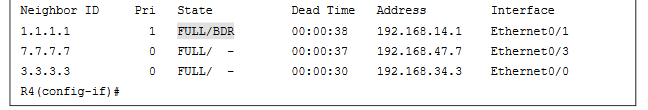 Neighbor ID     Pri   State           Dead Time   Address         Interface
1.1.1.1           1   FULL/BDR        00:00:38    192.168.14.1    Ethernet0/1
7.7.7.7           0   FULL/  -        00:00:37    192.168.47.7    Ethernet0/3
3.3.3.3           0   FULL/  -        00:00:30    192.168.34.3    Ethernet0/0
R4(config-if)#